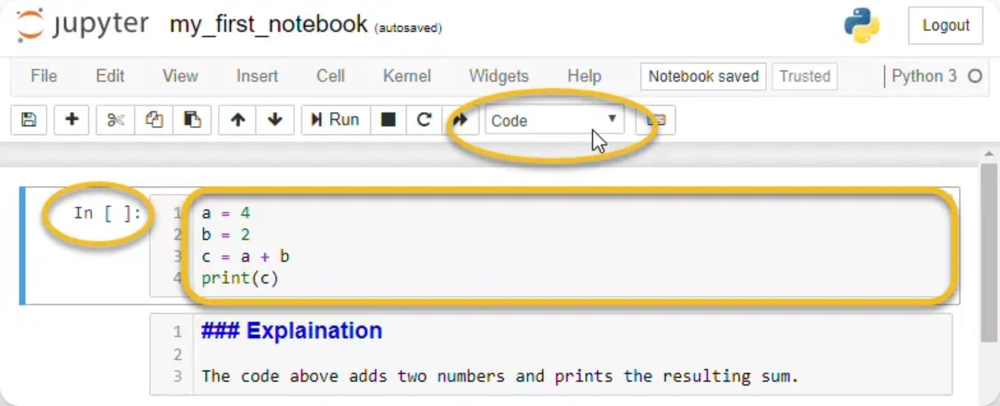 jupyter my_first_notebook (autosaved) Logout
File Edit View Insert Cell Kernel Widgets Help Notebook saved Trusted Python 3
Run Code
In [ ]:
1 a = 4
2 b = 2
3 c = a + b
4 print(c)
1 ### Explaination
2
3 The code above adds two numbers and prints the resulting sum.